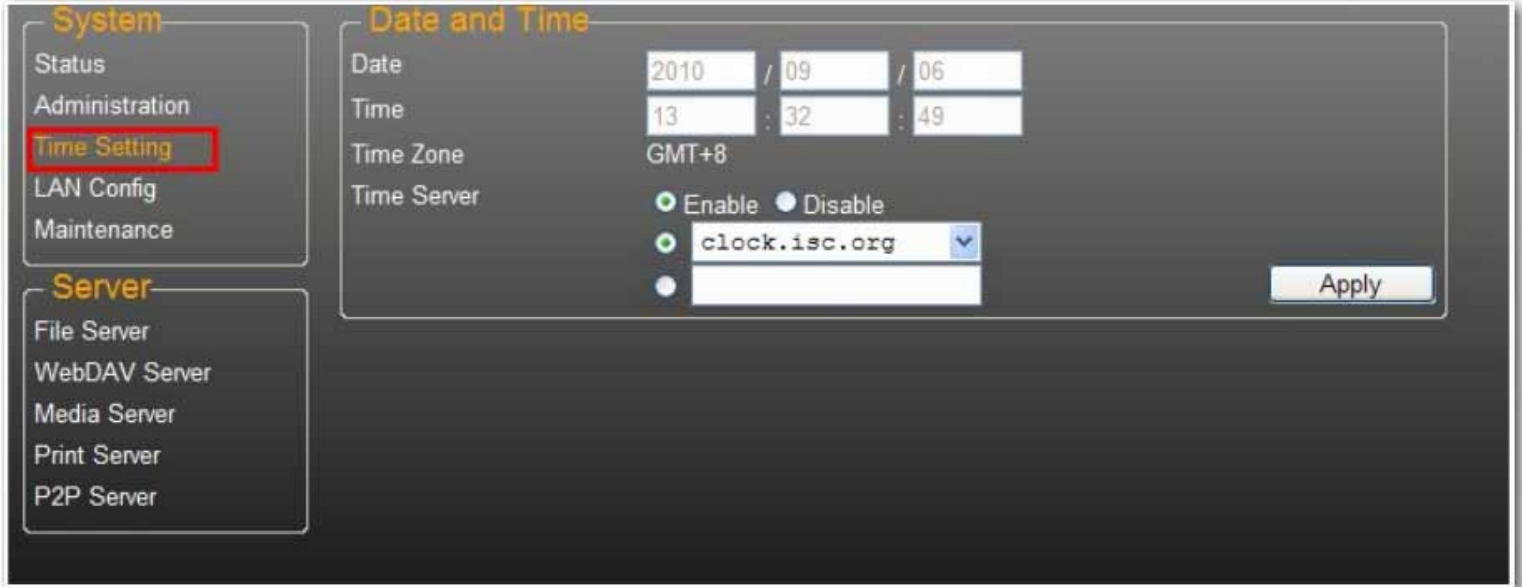 System
Status
Administration
Time Setting
LAN Config
Maintenance
Server
File Server
WebDAV Server
Media Server
Print Server
P2P Server
Date and Time
Date 2010 / 09 / 06
Time 13 : 32 : 49
Time Zone GMT+8
Time Server Enable Disable
clock.isc.org
Apply